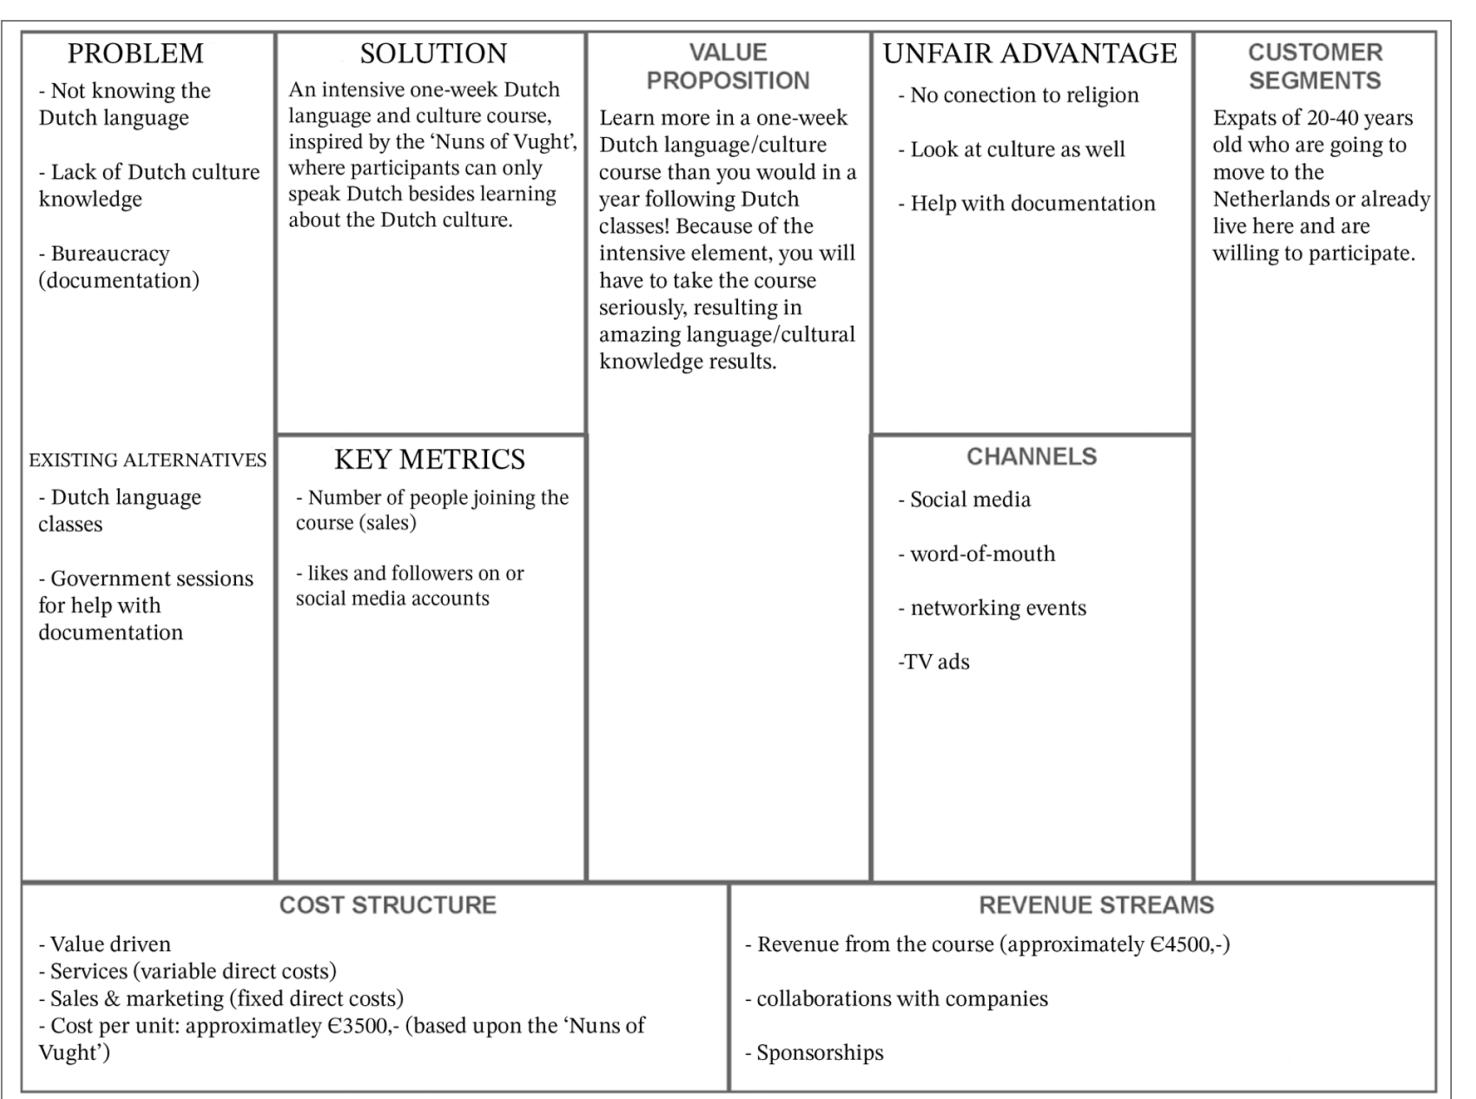 PROBLEM
- Not knowing the
Dutch language
- Lack of Dutch culture
knowledge
- Bureaucracy
(documentation)
EXISTING ALTERNATIVES
- Dutch language
classes
- Government sessions
for help with
documentation
SOLUTION
An intensive one-week Dutch
language and culture course,
inspired by the ‘Nuns of Vught’,
where participants can only
speak Dutch besides learning
about the Dutch culture.
KEY METRICS
- Number of people joining the
course (sales)
- likes and followers on or
social media accounts
VALUE
PROPOSITION
Learn more in a one-week
Dutch language/culture
course than you would in a
year following Dutch
classes! Because of the
intensive element, you will
have to take the course
seriously, resulting in
amazing language/cultural
knowledge results.
UNFAIR ADVANTAGE
- No conection to religion
- Look at culture as well
- Help with documentation
CHANNELS
- Social media
- word-of-mouth
- networking events
-TV ads
CUSTOMER
SEGMENTS
Expats of 20-40 years
old who are going to
move to the
Netherlands or already
live here and are
willing to participate.
COST STRUCTURE
- Value driven
- Services (variable direct costs)
- Sales & marketing (fixed direct costs)
- Cost per unit: approximatley €3500,- (based upon the ‘Nuns of
Vught’)
REVENUE STREAMS
- Revenue from the course (approximately €4500,-)
- collaborations with companies
- Sponsorships